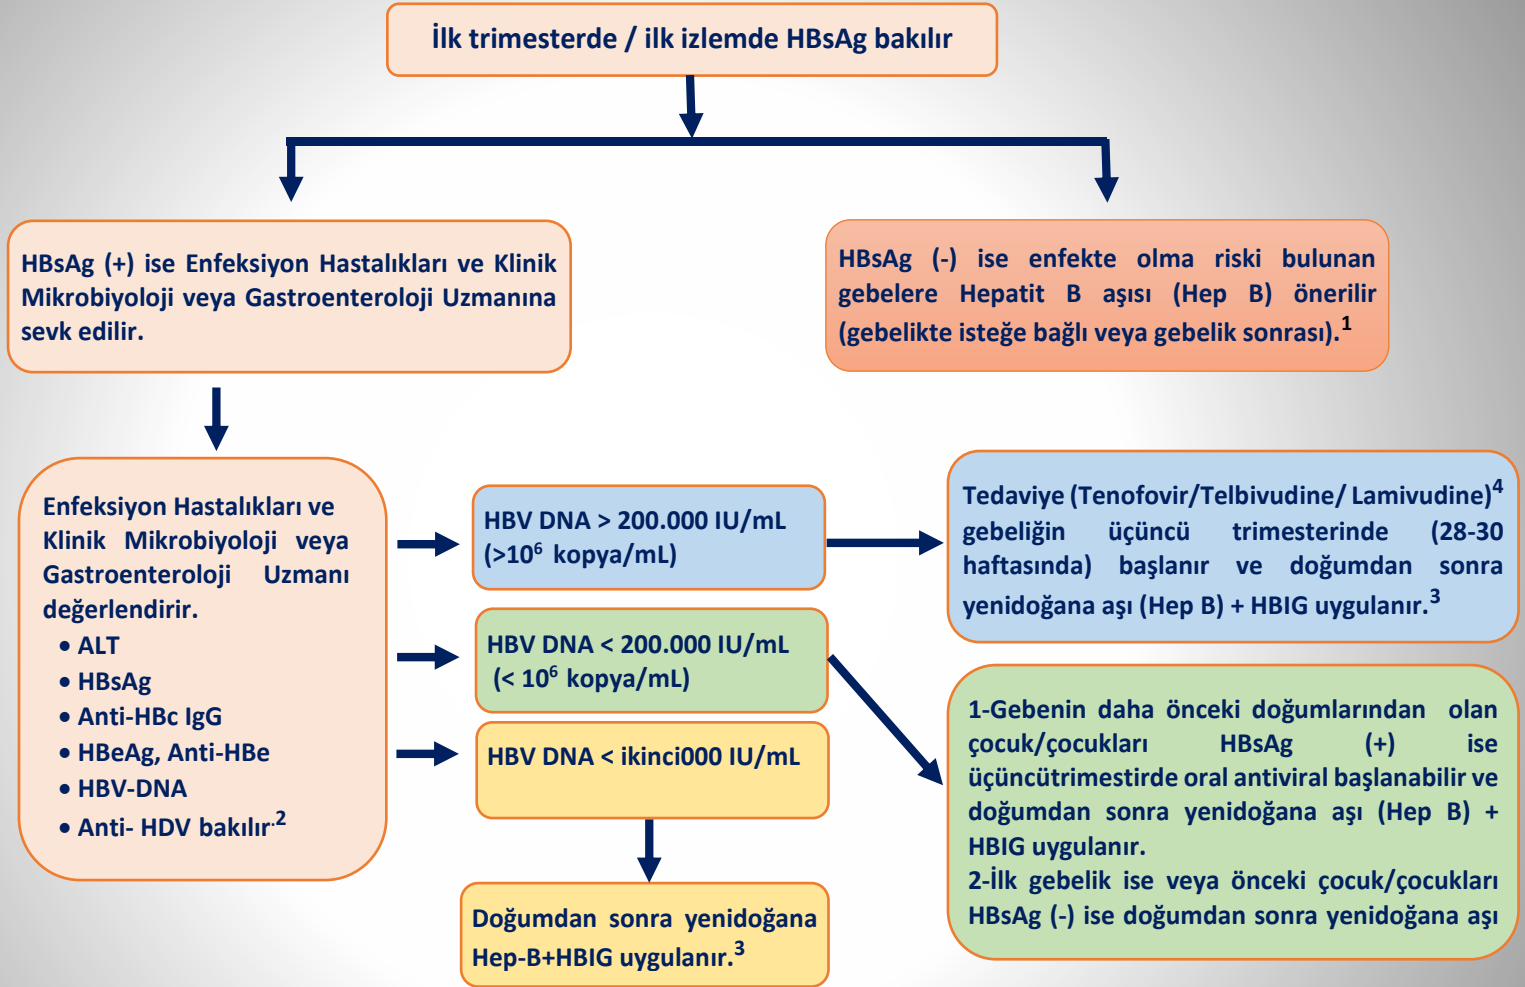 İlk trimesterde / ilk izlemde HBsAg bakılır
HBsAg (+) ise Enfeksiyon Hastalıkları ve Klinik
Mikrobiyoloji veya Gastroenteroloji Uzmanına
sevk edilir.
HBsAg (-) ise enfekte olma riski bulunan
gebelere Hepatit B aşısı (Hep B) önerilir
(gebelikte isteğe bağlı veya gebelik sonrası).¹
Enfeksiyon Hastalıkları ve
Klinik Mikrobiyoloji veya
Gastroenteroloji Uzmanı
değerlendirir.
• ALT
• HBsAg
• Anti-HBc IgG
• HBeAg, Anti-HBe
• HBV-DNA
• Anti- HDV bakılır.²
HBV DNA > 200.000 IU/mL
(>10⁶ kopya/mL)
HBV DNA < 200.000 IU/mL
(< 10⁶ kopya/mL)
HBV DNA < ikinci000 IU/mL
Doğumdan sonra yenidoğana
Hep-B+HBIG uygulanır.³
Tedaviye (Tenofovir/Telbivudine/ Lamivudine)⁴
gebeliğin üçüncü trimesterinde (28-30
haftasında) başlanır ve doğumdan sonra
yenidoğana aşı (Hep B) + HBIG uygulanır.³
1-Gebenin daha önceki doğumlarından olan
çocuk/çocukları HBsAg (+) ise
üçüncütrimestirde oral antiviral başlanabilir ve
doğumdan sonra yenidoğana aşı (Hep B) +
HBIG uygulanır.
2-İlk gebelik ise veya önceki çocuk/çocukları
HBsAg (-) ise doğumdan sonra yenidoğana aşı